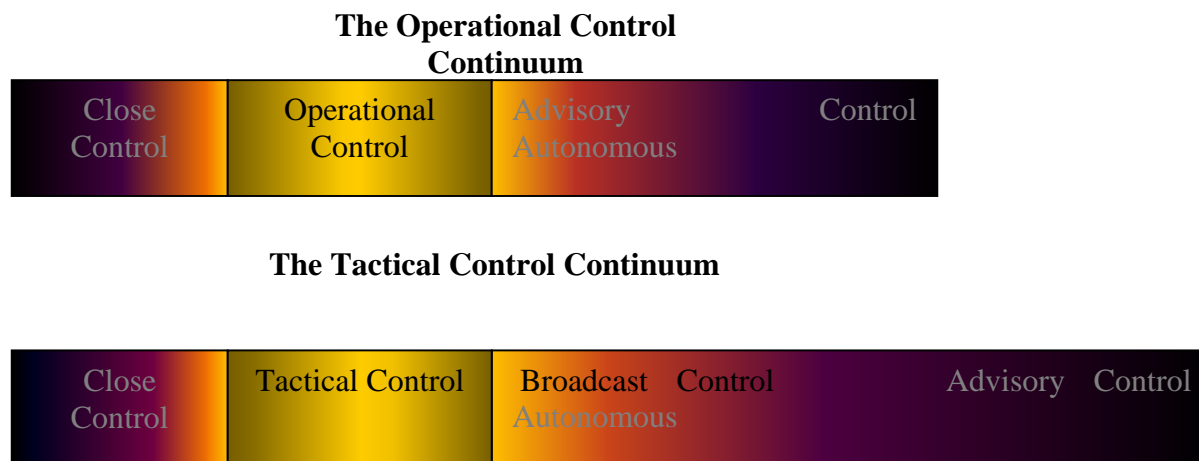 The Operational Control
Continuum
Close Operational Advisory Control
Control Control Autonomous
The Tactical Control Continuum
Close Tactical Control Broadcast Control Advisory Control
Control Autonomous